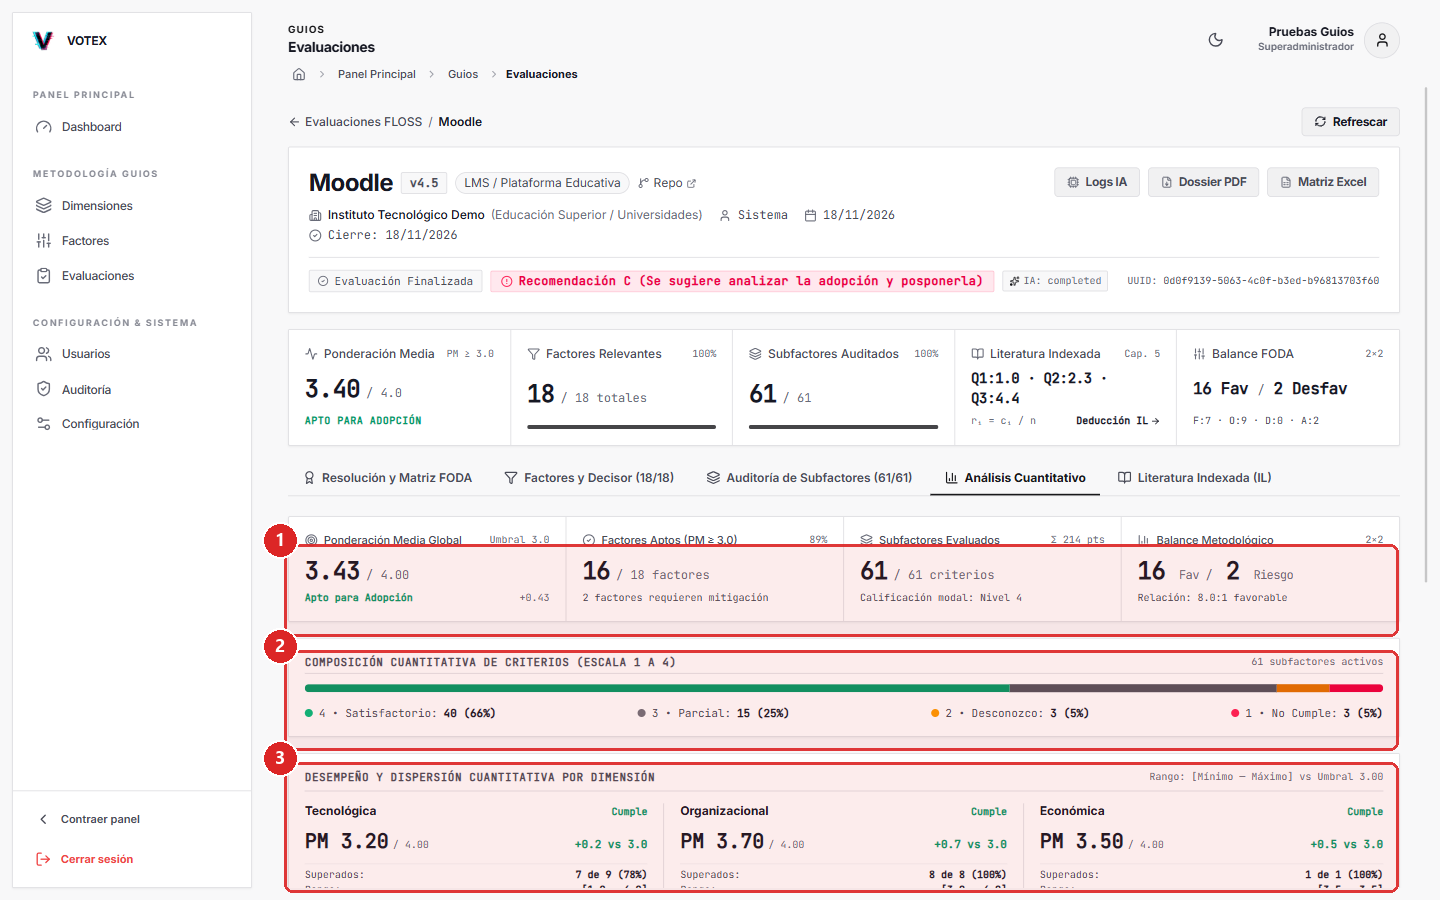 VOTEX
PANEL PRINCIPAL
Dashboard
METODOLOGÍA GUIOS
Dimensiones
Factores
Evaluaciones
CONFIGURACIÓN & SISTEMA
Usuarios
Auditoría
Configuración
Contraer panel
Cerrar sesión
GUIOS
Evaluaciones
Pruebas Guios
Superadministrador
Panel Principal > Guios > Evaluaciones
Evaluaciones FLOSS / Moodle
Refrescar
Moodle v4.5 LMS / Plataforma Educativa Repo
Logs IA Dossier PDF Matriz Excel
Instituto Tecnológico Demo (Educación Superior / Universidades) Sistema 18/11/2026
Cierre: 18/11/2026
Evaluación Finalizada Recomendación C (Se sugiere analizar la adopción y posponerla) IA: completed UUID: 0d0f9139-5063-4c0f-b3ed-b96813703f60
Ponderación Media PM ≥ 3.0
3.40 / 4.0
APTO PARA ADOPCIÓN
Factores Relevantes 100%
18 / 18 totales
Subfactores Auditados 100%
61 / 61
Literatura Indexada Cap. 5
Q1:1.0 · Q2:2.3 ·
Q3:4.4
rᵢ = cᵢ / n Deducción IL →
Balance FODA 2×2
16 Fav / 2 Desfav
F:7 · O:9 · D:0 · A:2
Resolución y Matriz FODA Factores y Decisor (18/18) Auditoría de Subfactores (61/61) Análisis Cuantitativo Literatura Indexada (IL)
1
Ponderación Media Global Umbral 3.0
3.43 / 4.00
Apto para Adopción +0.43
Factores Aptos (PM ≥ 3.0) 89%
16 / 18 factores
2 factores requieren mitigación
Subfactores Evaluados Σ 214 pts
61 / 61 criterios
Calificación modal: Nivel 4
Balance Metodológico 2×2
16 Fav / 2 Riesgo
Relación: 8.0:1 favorable
2
COMPOSICIÓN CUANTITATIVA DE CRITERIOS (ESCALA 1 A 4) 61 subfactores activos
4 • Satisfactorio: 40 (66%) 3 • Parcial: 15 (25%) 2 • Desconozco: 3 (5%) 1 • No Cumple: 3 (5%)
3
DESEMPEÑO Y DISPERSIÓN CUANTITATIVA POR DIMENSIÓN Rango: [Mínimo — Máximo] vs Umbral 3.00
Tecnológica Cumple
PM 3.20 / 4.00 +0.2 vs 3.0
Superados: 7 de 9 (78%)
Organizacional Cumple
PM 3.70 / 4.00 +0.7 vs 3.0
Superados: 8 de 8 (100%)
Económica Cumple
PM 3.50 / 4.00 +0.5 vs 3.0
Superados: 1 de 1 (100%)